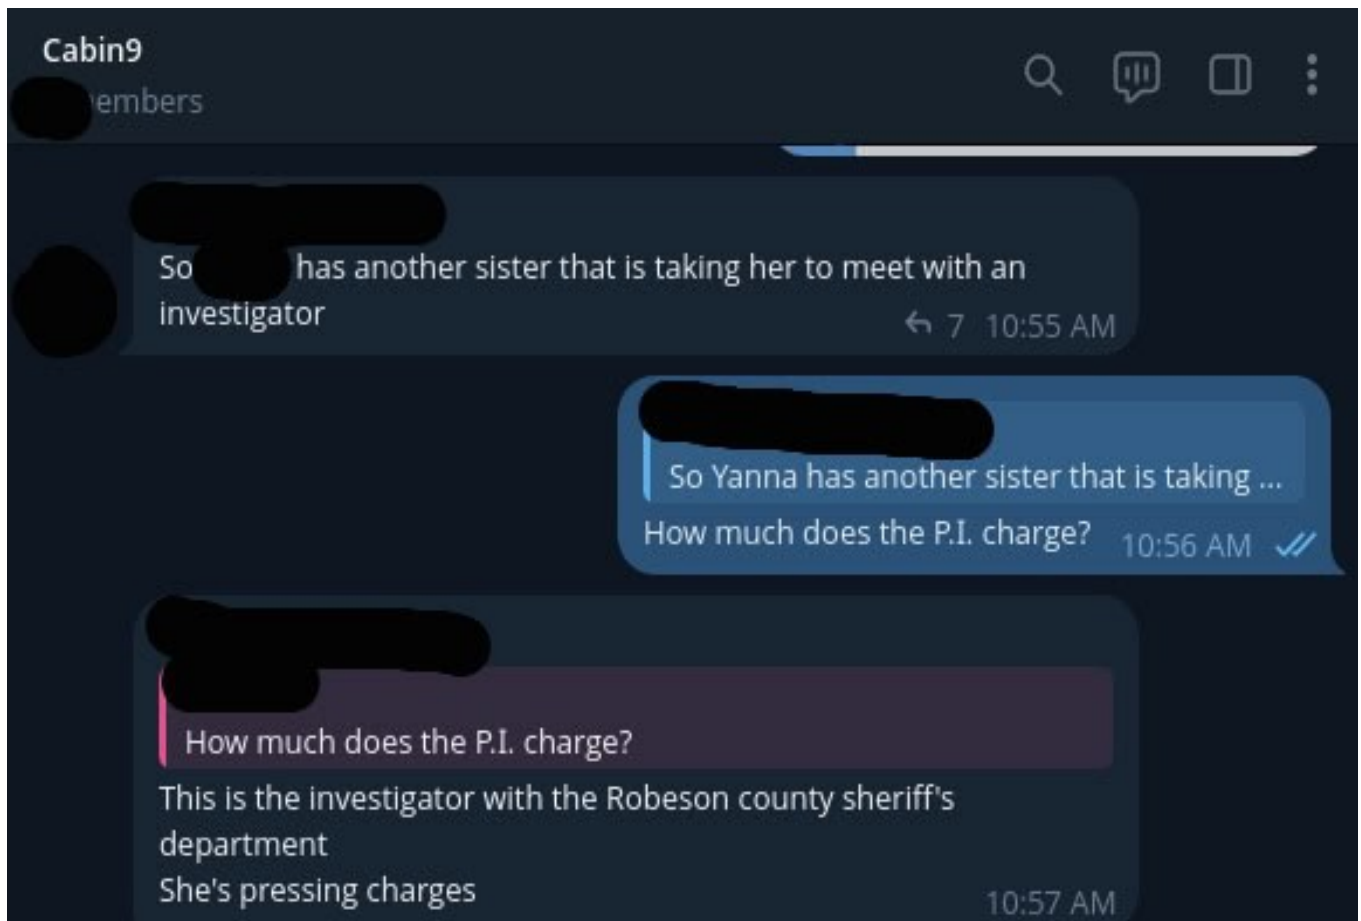 Cabin9
embers
So has another sister that is taking her to meet with an
investigator
7 10:55 AM
So Yanna has another sister that is taking ...
How much does the P.I. charge?
10:56 AM
How much does the P.I. charge?
This is the investigator with the Robeson county sheriff's
department
She's pressing charges
10:57 AM